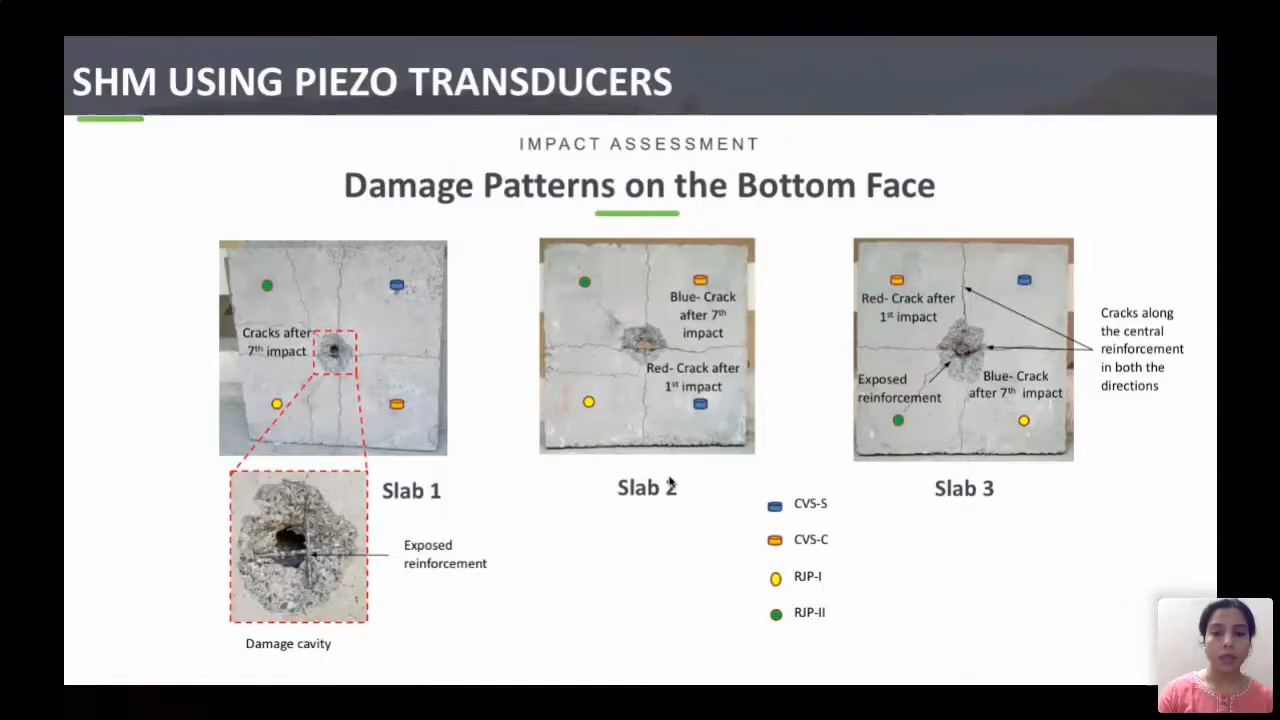 SHM USING PIEZO TRANSDUCERS
IMPACT ASSESSMENT
Damage Patterns on the Bottom Face
Cracks after
7th impact
Blue- Crack
after 7th
impact
Red- Crack after
1st impact
Red- Crack after
1st impact
Exposed
reinforcement
Blue- Crack
after 7th impact
Cracks along
the central
reinforcement
in both the
directions
Slab 1
Slab 2
Slab 3
Exposed
reinforcement
Damage cavity
CVS-S
CVS-C
RJP-I
RJP-II